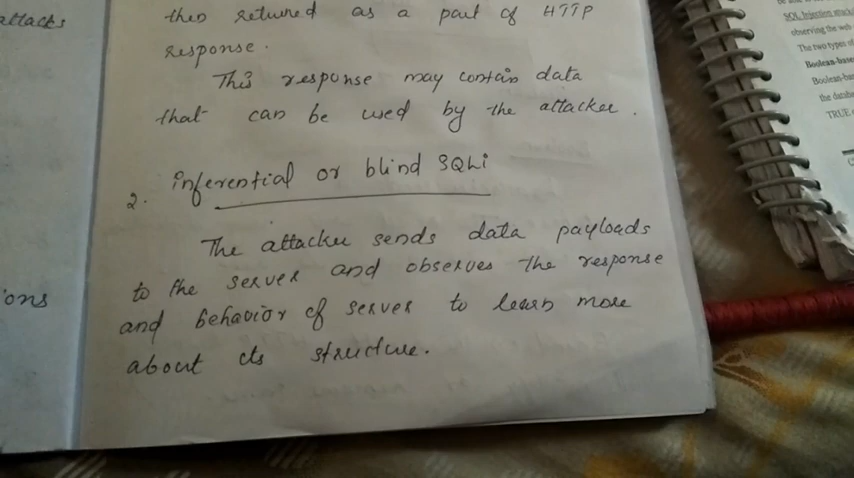 attacks
then returned as a part of HTTP
response.
This response may contain data
that can be used by the attacker.
2. inferential or blind SQLi
The attacker sends data payloads
to the server and observes the response
and behavior of server to learn more
about its structure.
ions
SQL Injection attack
observing the web
The two types of
Boolean-base
Boolean-bas
the databa
TRUE